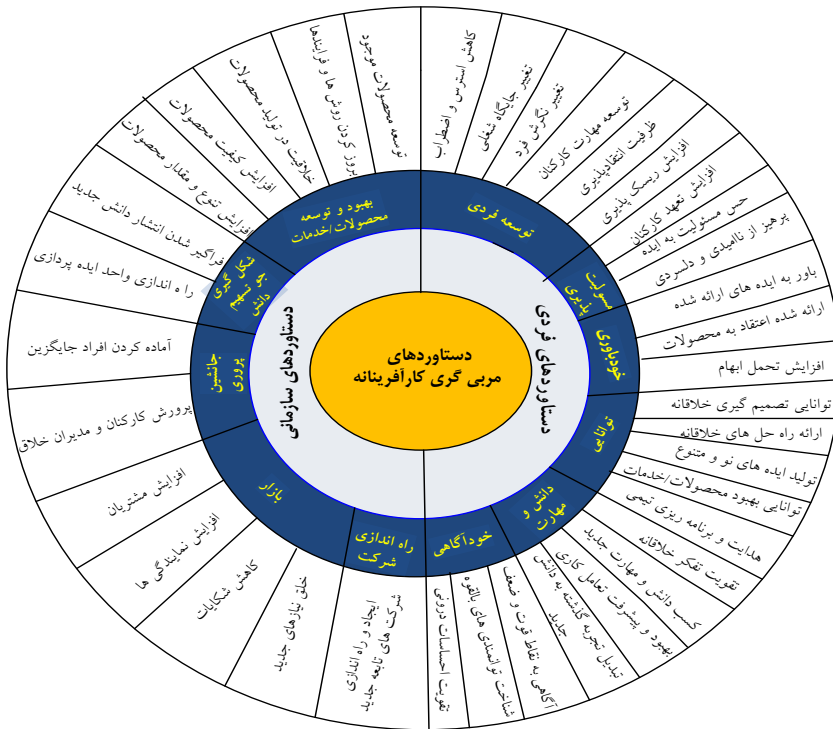 دستاوردهای
مربی گری کارآفرینانه
دستاوردهای فردی
دستاوردهای سازمانی
توسعه فردی
کاهش استرس و اضطراب
تغییر جایگاه شغلی
تغییر نگرش فرد
توسعه مهارت کارکنان
ظرفیت انتقادپذیری
افزایش ریسک پذیری
مسولیت
پذیری
افزایش تعهد کارکنان
حس مسئولیت به ایده
پرهیز از ناامیدی و دلسردی
خودباوری
باور به ایده های ارائه شده
ارائه شده اعتقاد به محصولات
افزایش تحمل ابهام
توانایی
توانایی تصمیم گیری خلاقانه
ارائه راه حل های خلاقانه
تولید ایده های نو و متنوع
توانایی بهبود محصولات/خدمات
هدایت و برنامه ریزی تیمی
دانش و
مهارت
تقویت تفکر خلاقانه
کسب دانش و مهارت جدید
بهبود و پیشرفت تعامل کاری
تبدیل تجربه گذشته به دانش
جدید
خودآگاهی
آگاهی به نقاط قوت و ضعف
شناخت توانمندی های بالقوه
تقویت احساسات درونی
راه اندازی
شرکت
ایجاد و راه اندازی
شرکت های تابعه جدید
بازار
خلق نیازهای جدید
کاهش شکایات
افزایش نمایندگی ها
افزایش مشتریان
جانشین
پروری
پرورش کارکنان و مدیران خلاق
آماده کردن افراد جایگزین
شکل گیری
جو تسهیم
دانش
راه اندازی واحد ایده پردازی
فراگیر شدن انتشار دانش جدید
بهبود و توسعه
محصولات/خدمات
افزایش تنوع و مقدار محصولات
افزایش کیفیت محصولات
خلاقیت در تولید محصولات
بروز کردن روش ها و فرایندها
توسعه محصولات موجود